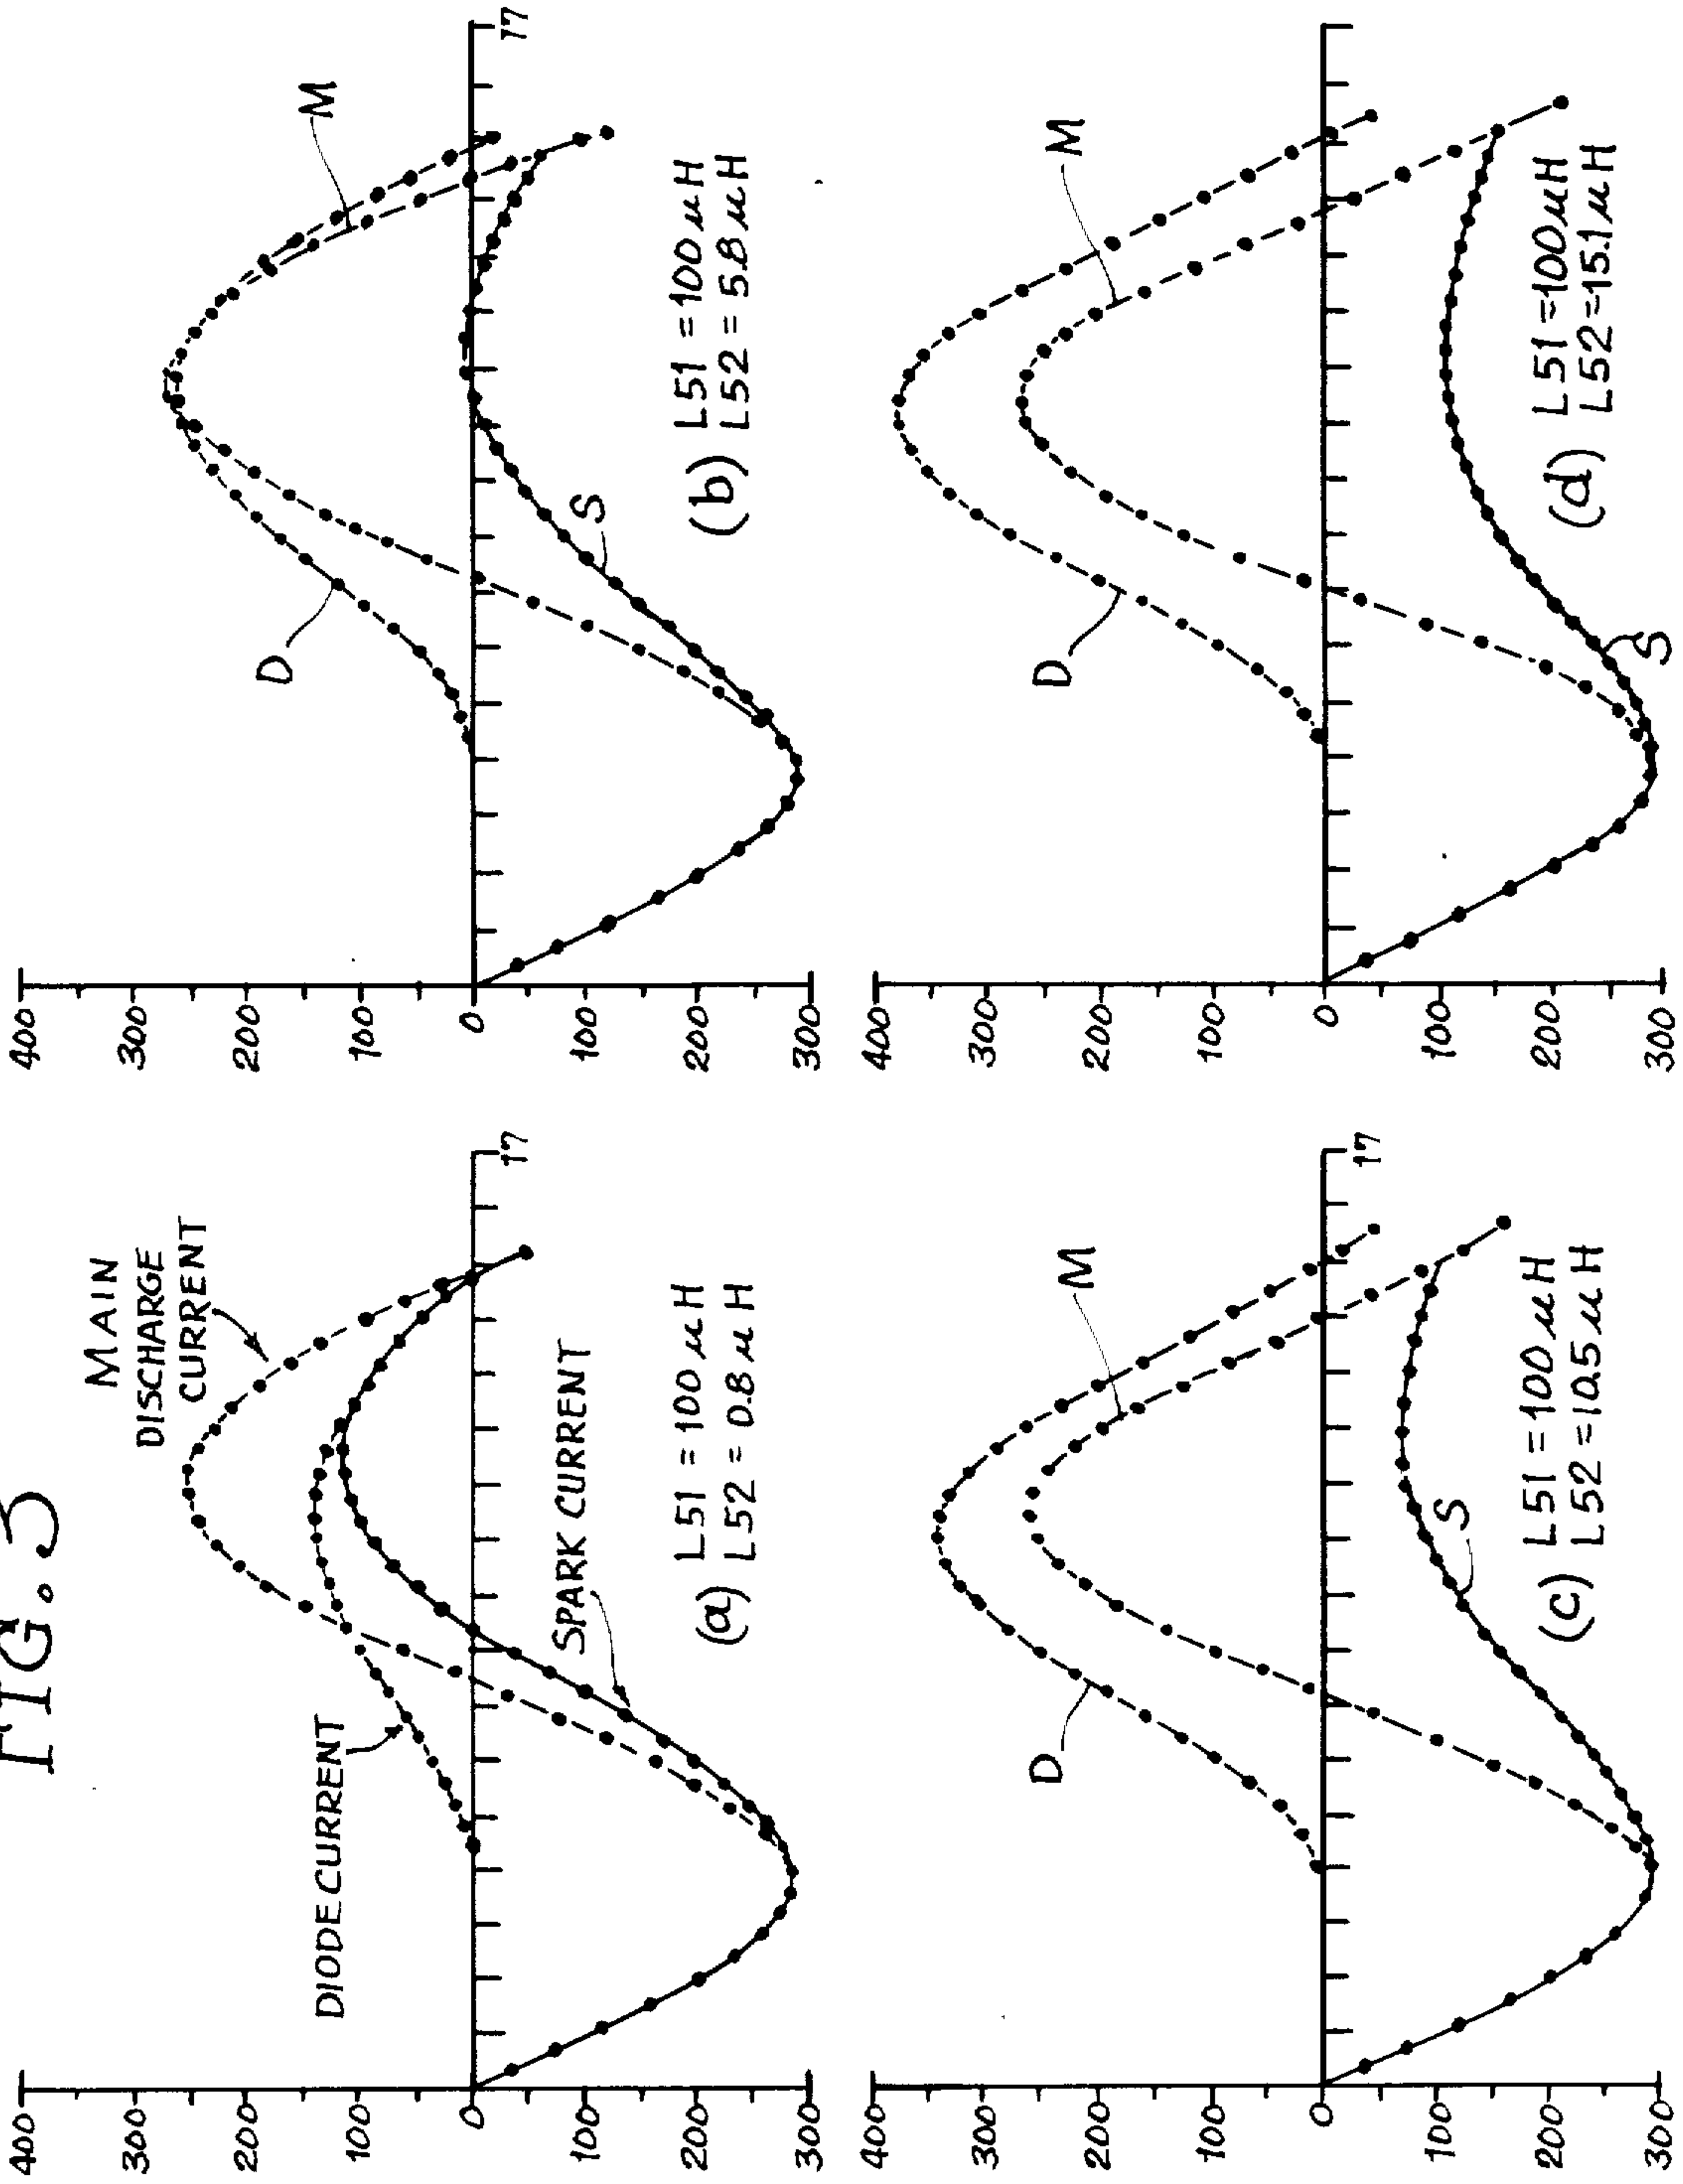 FIG. 3
400
300
200
100
0
100
200
300
MAIN
DISCHARGE
CURRENT
DIODE CURRENT
SPARK CURRENT
17
(a) L51 = 100 μH
L52 = 0.8 μH
400
300
200
100
0
100
200
300
D
M
S
17
(b) L51 = 100 μH
L52 = 5.8 μH
400
300
200
100
0
100
200
300
D
M
S
17
(c) L51 = 100 μH
L52 = 10.5 μH
400
300
200
100
0
100
200
300
D
M
S
(d) L51 = 100 μH
L52 = 15.1 μH